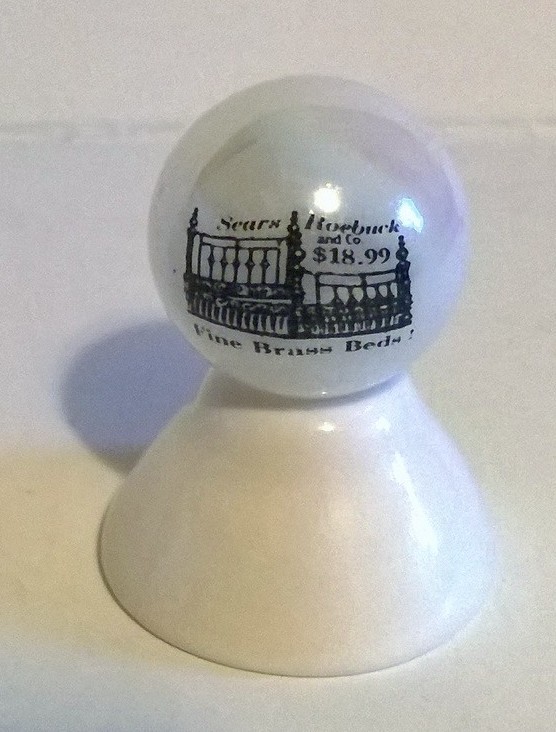 Sears Roebuck
and Co
$18.99
Fine Brass Beds !